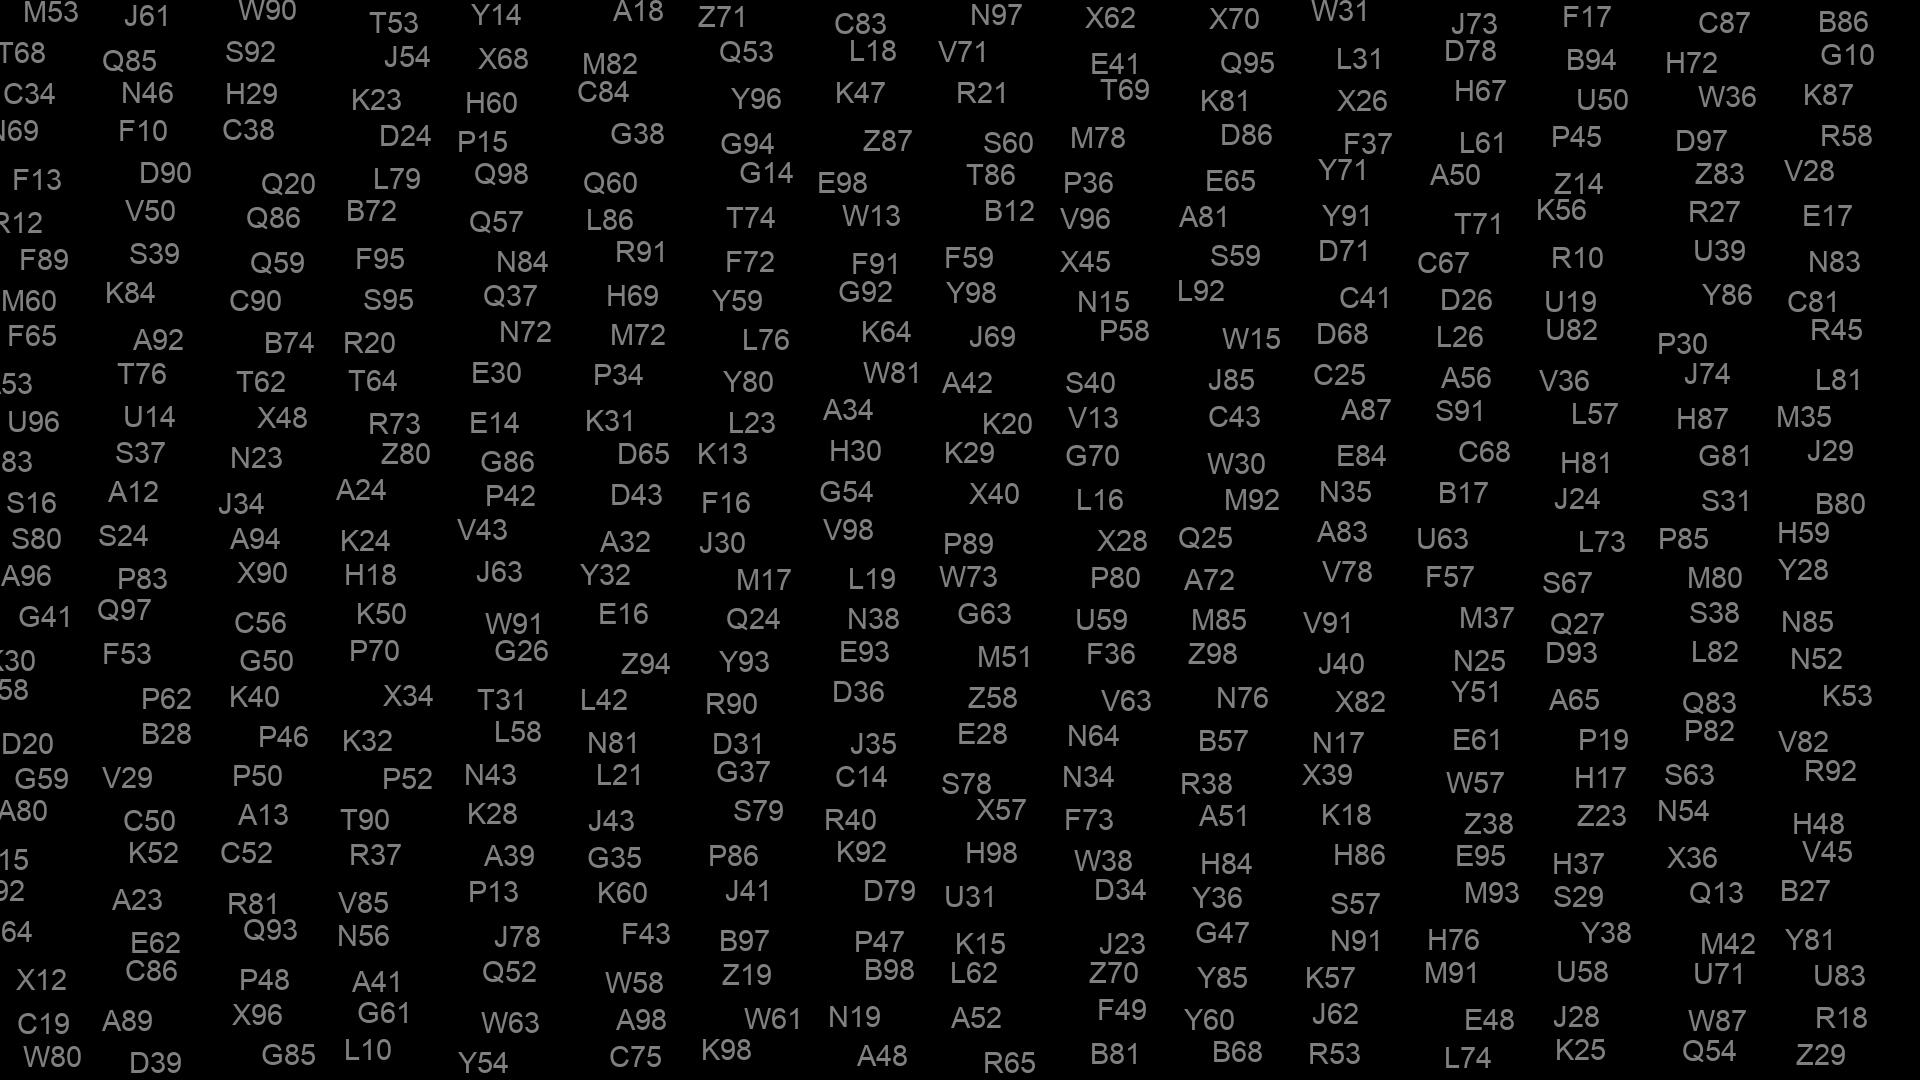 M53 J61 W90 T53 Y14 A18 Z71 C83 N97 X62 X70 W31 J73 F17 C87 B86
T68 Q85 S92 J54 X68 M82 Q53 L18 V71 E41 Q95 L31 D78 B94 H72 G10
C34 N46 H29 K23 H60 C84 Y96 K47 R21 T69 K81 X26 H67 U50 W36 K87
N69 F10 C38 D24 P15 G38 G94 Z87 S60 M78 D86 F37 L61 P45 D97 R58
F13 D90 Q20 L79 Q98 Q60 G14 E98 T86 P36 E65 Y71 A50 Z14 Z83 V28
R12 V50 Q86 B72 Q57 L86 T74 W13 B12 V96 A81 Y91 T71 K56 R27 E17
F89 S39 Q59 F95 N84 R91 F72 F91 F59 X45 S59 D71 C67 R10 U39 N83
M60 K84 C90 S95 Q37 H69 Y59 G92 Y98 N15 L92 C41 D26 U19 Y86 C81
F65 A92 B74 R20 N72 M72 L76 K64 J69 P58 W15 D68 L26 U82 P30 R45
53 T76 T62 T64 E30 P34 Y80 W81 A42 S40 J85 C25 A56 V36 J74 L81
U96 U14 X48 R73 E14 K31 L23 A34 K20 V13 C43 A87 S91 L57 H87 M35
83 S37 N23 Z80 G86 D65 K13 H30 K29 G70 W30 E84 C68 H81 G81 J29
S16 A12 J34 A24 P42 D43 F16 G54 X40 L16 M92 N35 B17 J24 S31 B80
S80 S24 A94 K24 V43 A32 J30 V98 P89 X28 Q25 A83 U63 L73 P85 H59
A96 P83 X90 H18 J63 Y32 M17 L19 W73 P80 A72 V78 F57 S67 M80 Y28
G41 Q97 C56 K50 W91 E16 Q24 N38 G63 U59 M85 V91 M37 Q27 S38 N85
K30 F53 G50 P70 G26 Z94 Y93 E93 M51 F36 Z98 J40 N25 D93 L82 N52
58 P62 K40 X34 T31 L42 R90 D36 Z58 V63 N76 X82 Y51 A65 Q83 K53
D20 B28 P46 K32 L58 N81 D31 J35 E28 N64 B57 N17 E61 P19 P82 V82
G59 V29 P50 P52 N43 L21 G37 C14 S78 N34 R38 X39 W57 H17 S63 R92
A80 C50 A13 T90 K28 J43 S79 R40 X57 F73 A51 K18 Z38 Z23 N54 H48
15 K52 C52 R37 A39 G35 P86 K92 H98 W38 H84 H86 E95 H37 X36 V45
92 A23 R81 V85 P13 K60 J41 D79 U31 D34 Y36 S57 M93 S29 Q13 B27
64 E62 Q93 N56 J78 F43 B97 P47 K15 J23 G47 N91 H76 Y38 M42 Y81
X12 C86 P48 A41 Q52 W58 Z19 B98 L62 Z70 Y85 K57 M91 U58 U71 U83
C19 A89 X96 G61 W63 A98 W61 N19 A52 F49 Y60 J62 E48 J28 W87 R18
W80 D39 G85 L10 Y54 C75 K98 A48 R65 B81 B68 R53 L74 K25 Q54 Z29